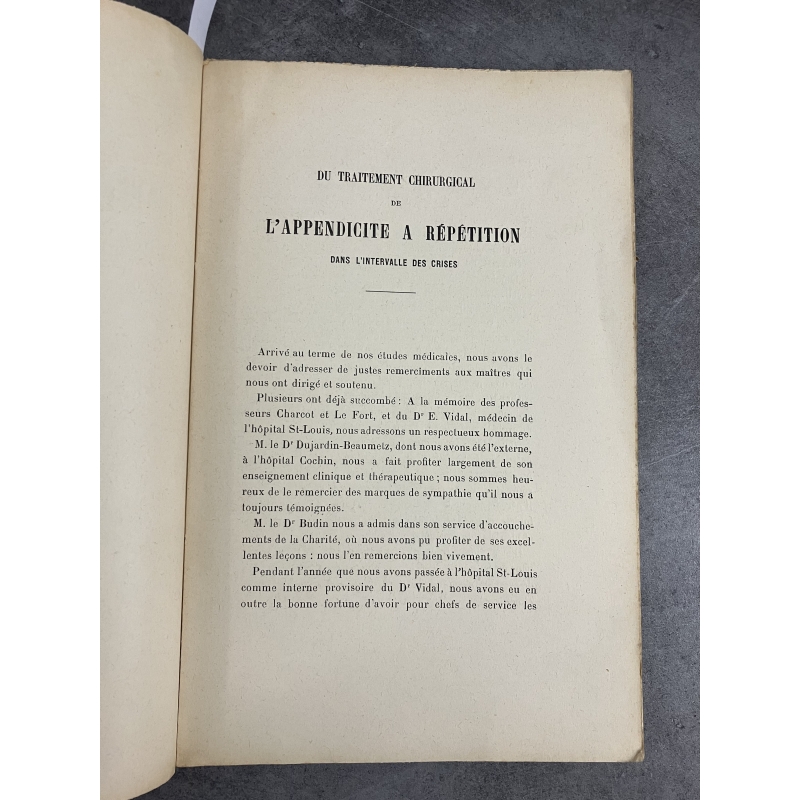 DU TRAITEMENT CHIRURGICAL
DE
L'APPENDICITE A RÉPÉTITION
DANS L'INTERVALLE DES CRISES
Arrivé au terme de nos études médicales, nous avons le
devoir d'adresser de justes remercîments aux maîtres qui
nous ont dirigé et soutenu.
Plusieurs ont déjà succombé : A la mémoire des profes-
seurs Charcot et Le Fort, et du Dr E. Vidal, médecin de
l'hôpital St-Louis, nous adressons un respectueux hommage.
M. le Dr Dujardin-Beaumetz, dont nous avons été l'externe,
à l'hôpital Cochin, nous a fait profiter largement de son
enseignement clinique et thérapeutique ; nous sommes heu-
reux de le remercier des marques de sympathie qu'il nous a
toujours témoignées.
M. le Dr Budin nous a admis dans son service d'accouche-
ments de la Charité, où nous avons pu profiter de ses excel-
lentes leçons : nous l'en remercions bien vivement.
Pendant l'année que nous avons passée à l'hôpital St-Louis
comme interne provisoire du Dr Vidal, nous avons eu en
outre la bonne fortune d'avoir pour chefs de service les